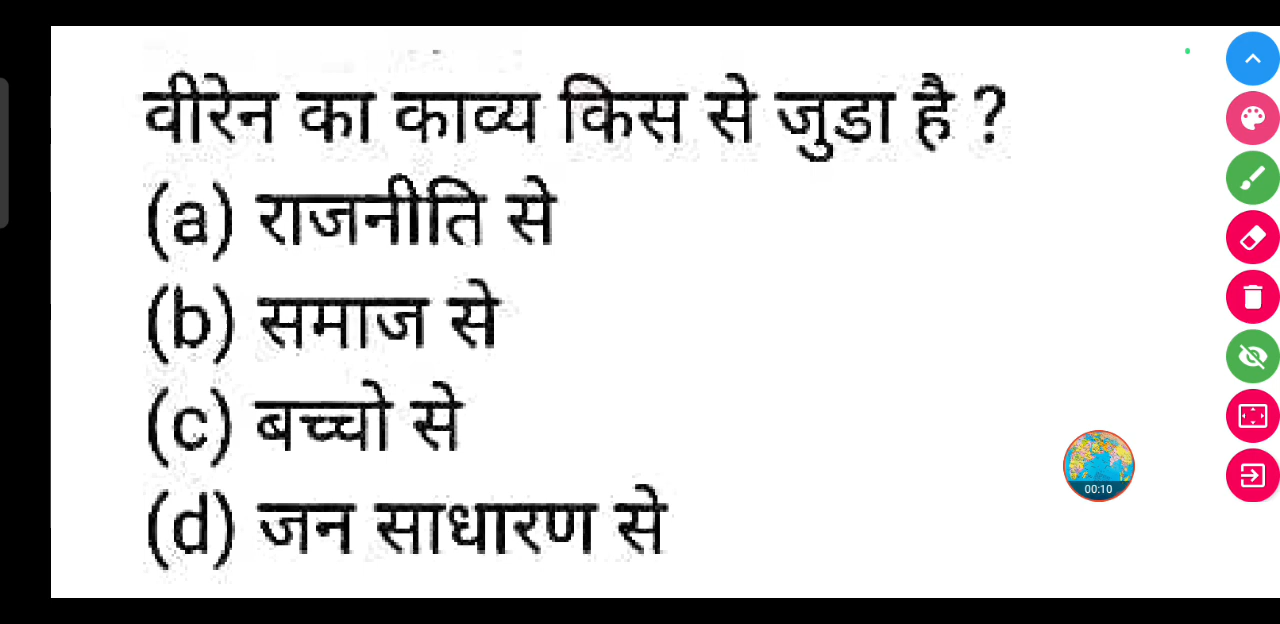 वीरेन का काव्य किस से जुडा है ?
(a) राजनीति से
(b) समाज से
(c) बच्चो से
(d) जन साधारण से
00:10